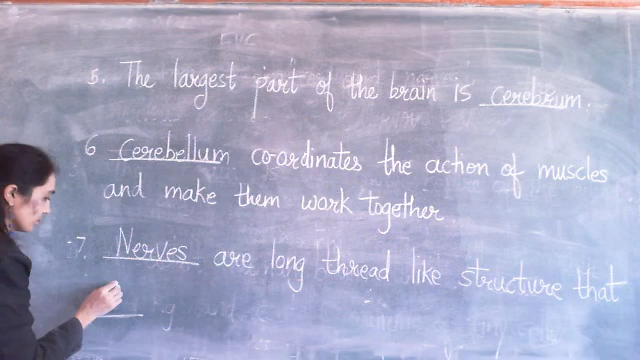 5. The largest part of the brain is cerebrum.
6 Cerebellum coordinates the action of muscles
and make them work together
7. Nerves are long thread like structure that